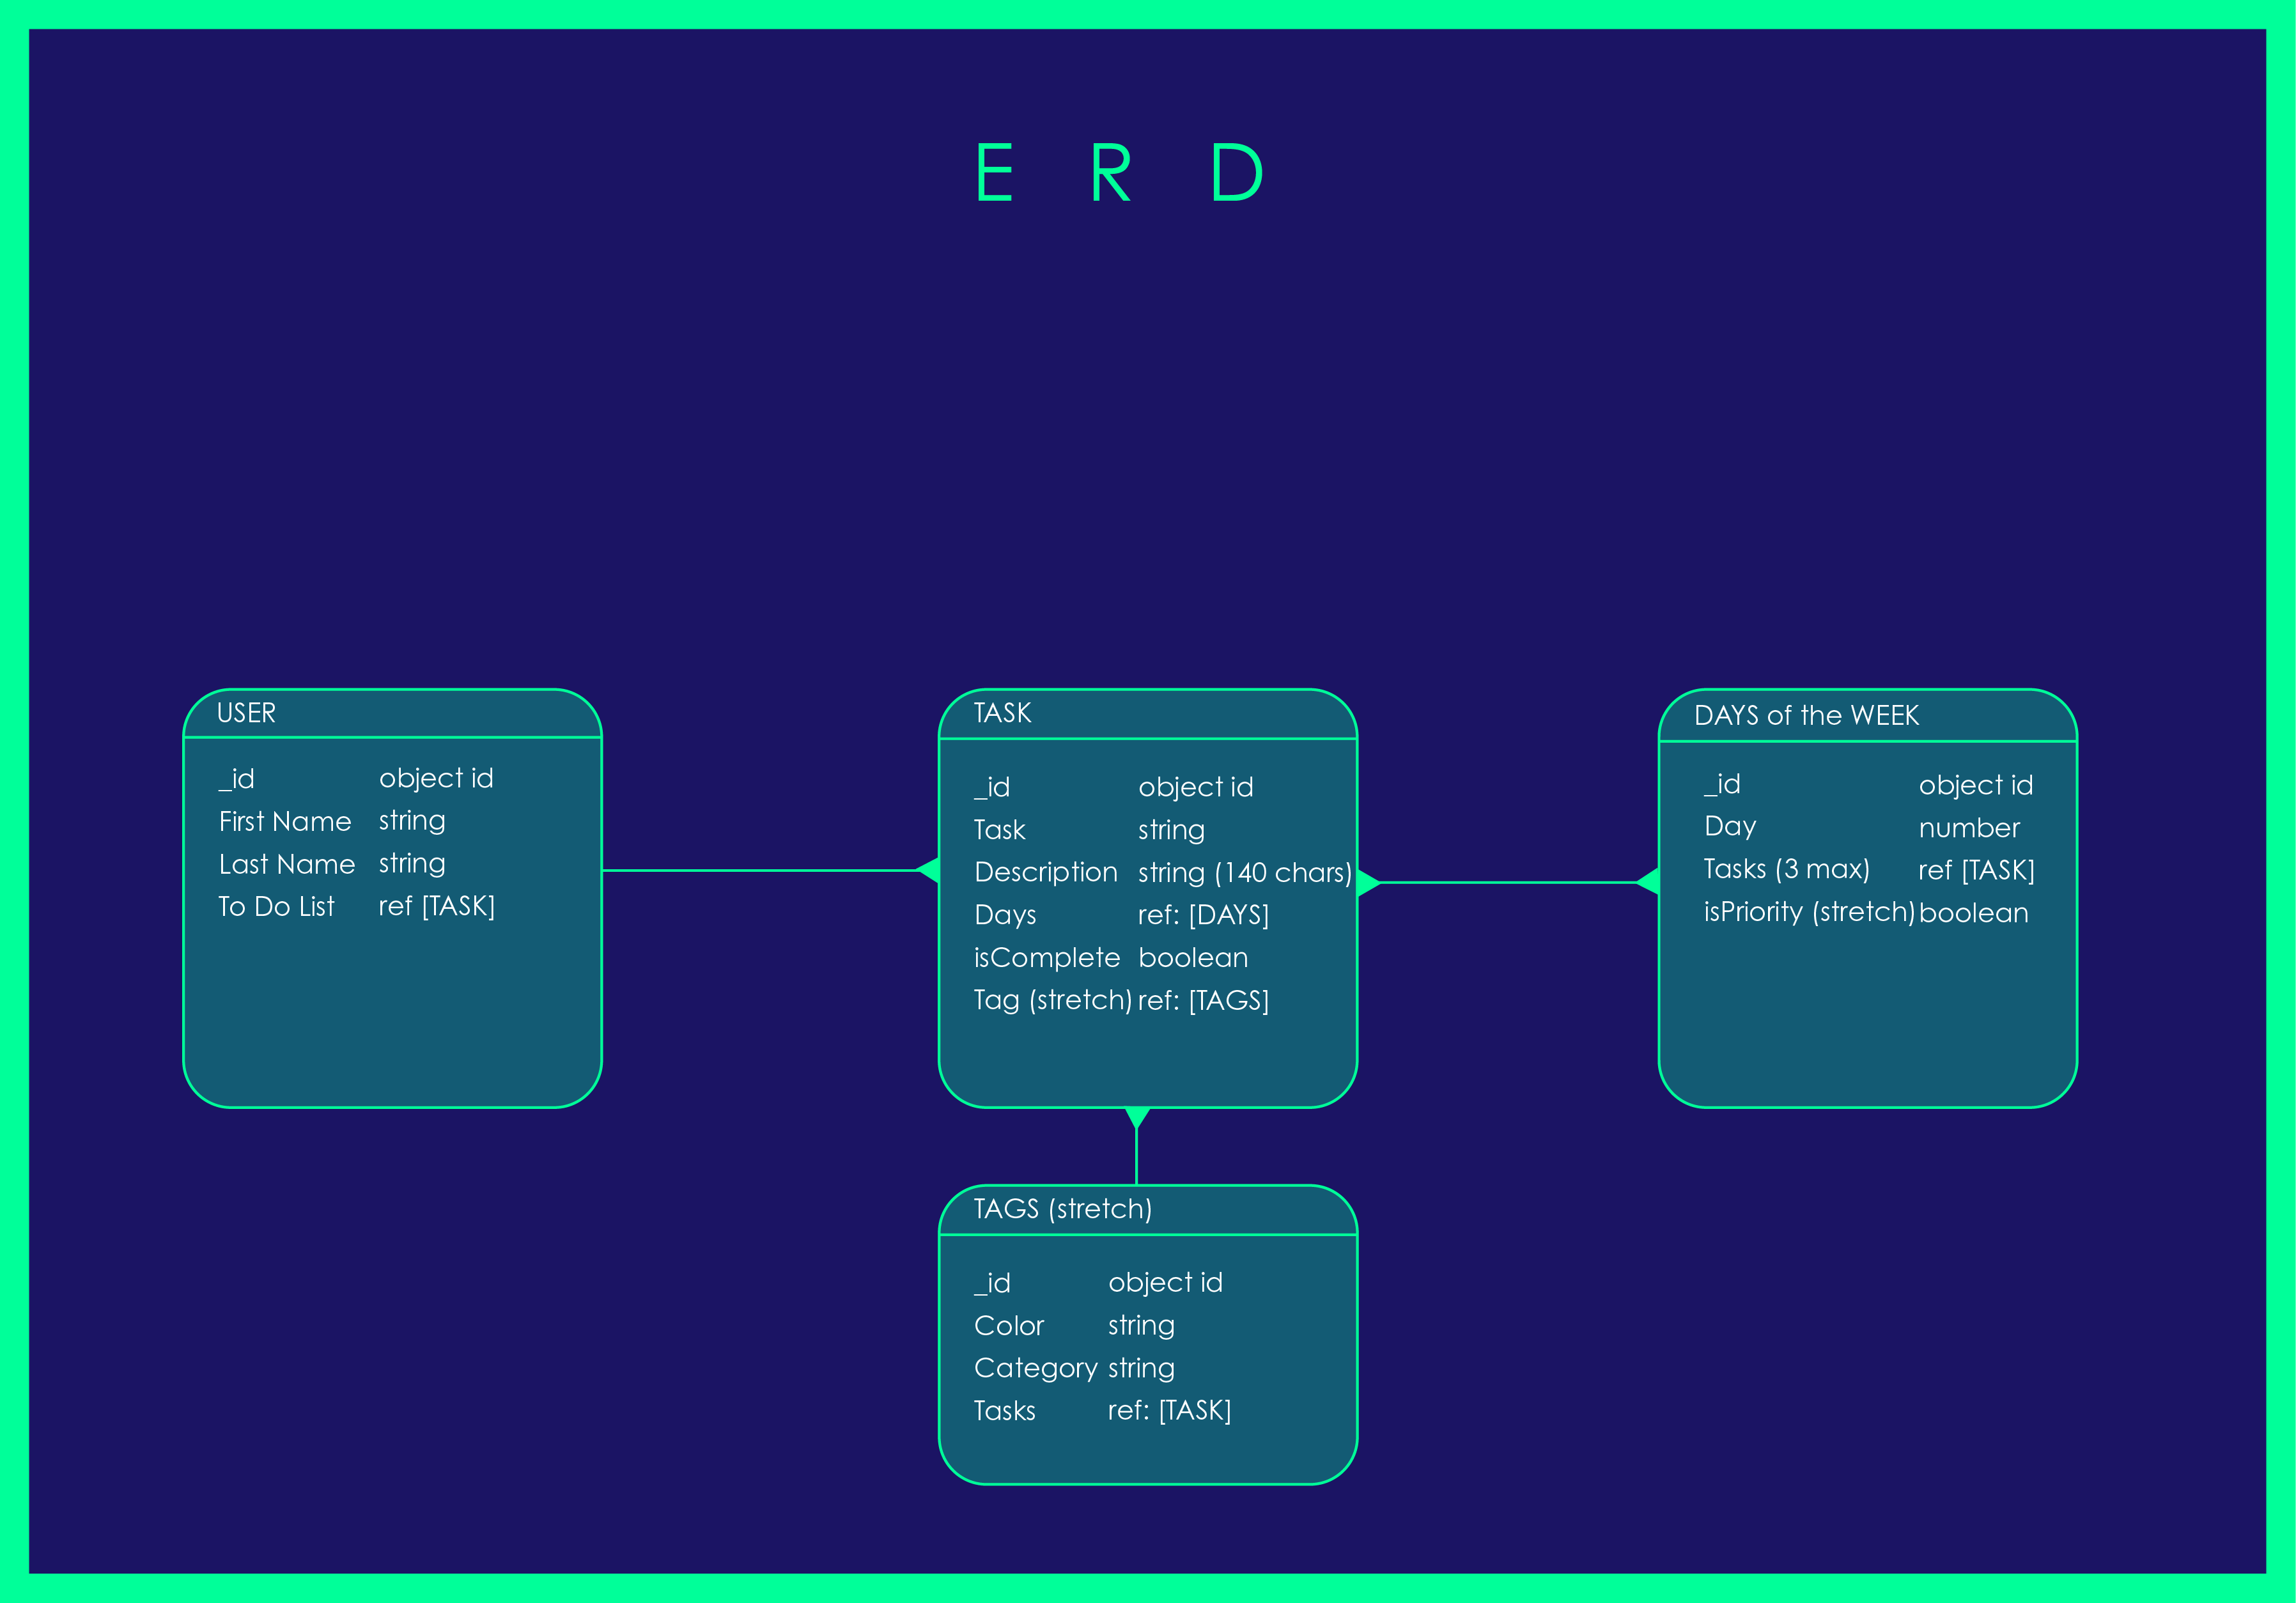 E R D
USER
_id object id
First Name string
Last Name string
To Do List ref [TASK]
TASK
_id object id
Task string
Description string (140 chars)
Days ref: [DAYS]
isComplete boolean
Tag (stretch) ref: [TAGS]
DAYS of the WEEK
_id object id
Day number
Tasks (3 max) ref [TASK]
isPriority (stretch) boolean
TAGS (stretch)
_id object id
Color string
Category string
Tasks ref: [TASK]